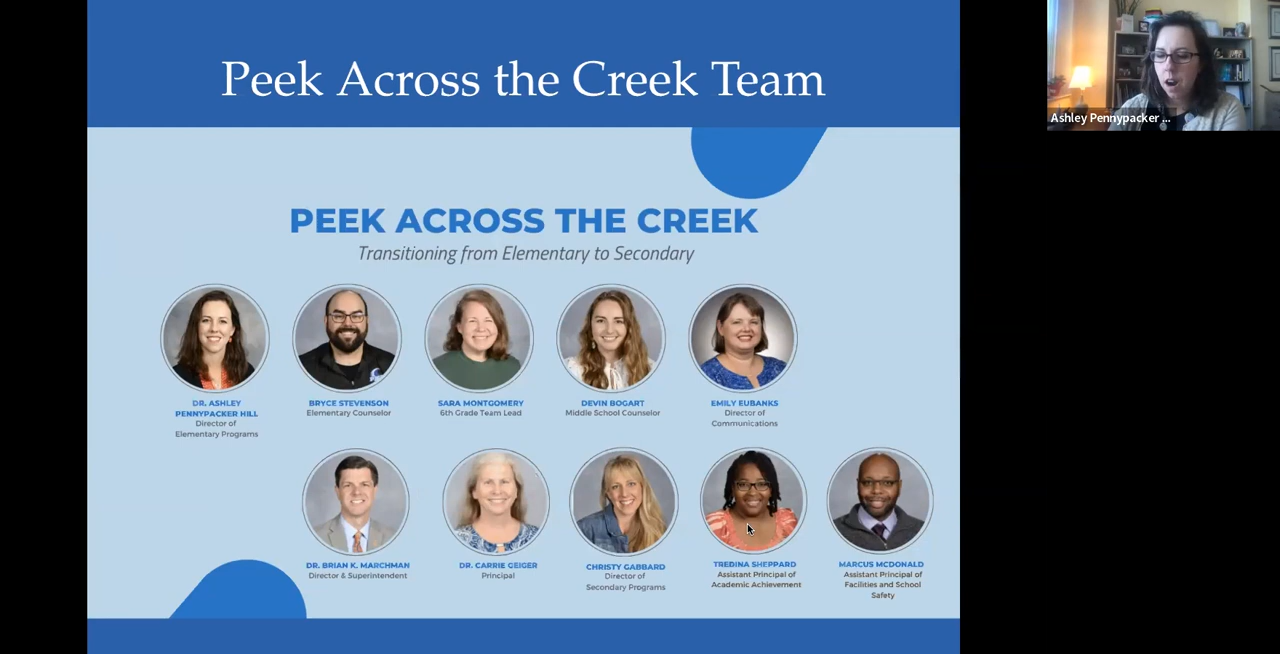 Peek Across the Creek Team
Ashley Pennypacker ...
PEEK ACROSS THE CREEK
Transitioning from Elementary to Secondary
DR. ASHLEY
PENNYPACKER HILL
Director of
Elementary Programs
BRYCE STEVENSON
Elementary Counselor
SARA MONTGOMERY
6th Grade Team Lead
DEVIN BOGART
Middle School Counselor
EMILY EUBANKS
Director of
Communications
DR. BRIAN K. MARCHMAN
Director & Superintendent
DR. CARRIE GEIGER
Principal
CHRISTY GABBARD
Director of
Secondary Programs
TREDINA SHEPPARD
Assistant Principal of
Academic Achievement
MARCUS MCDONALD
Assistant Principal of
Facilities and School
Safety